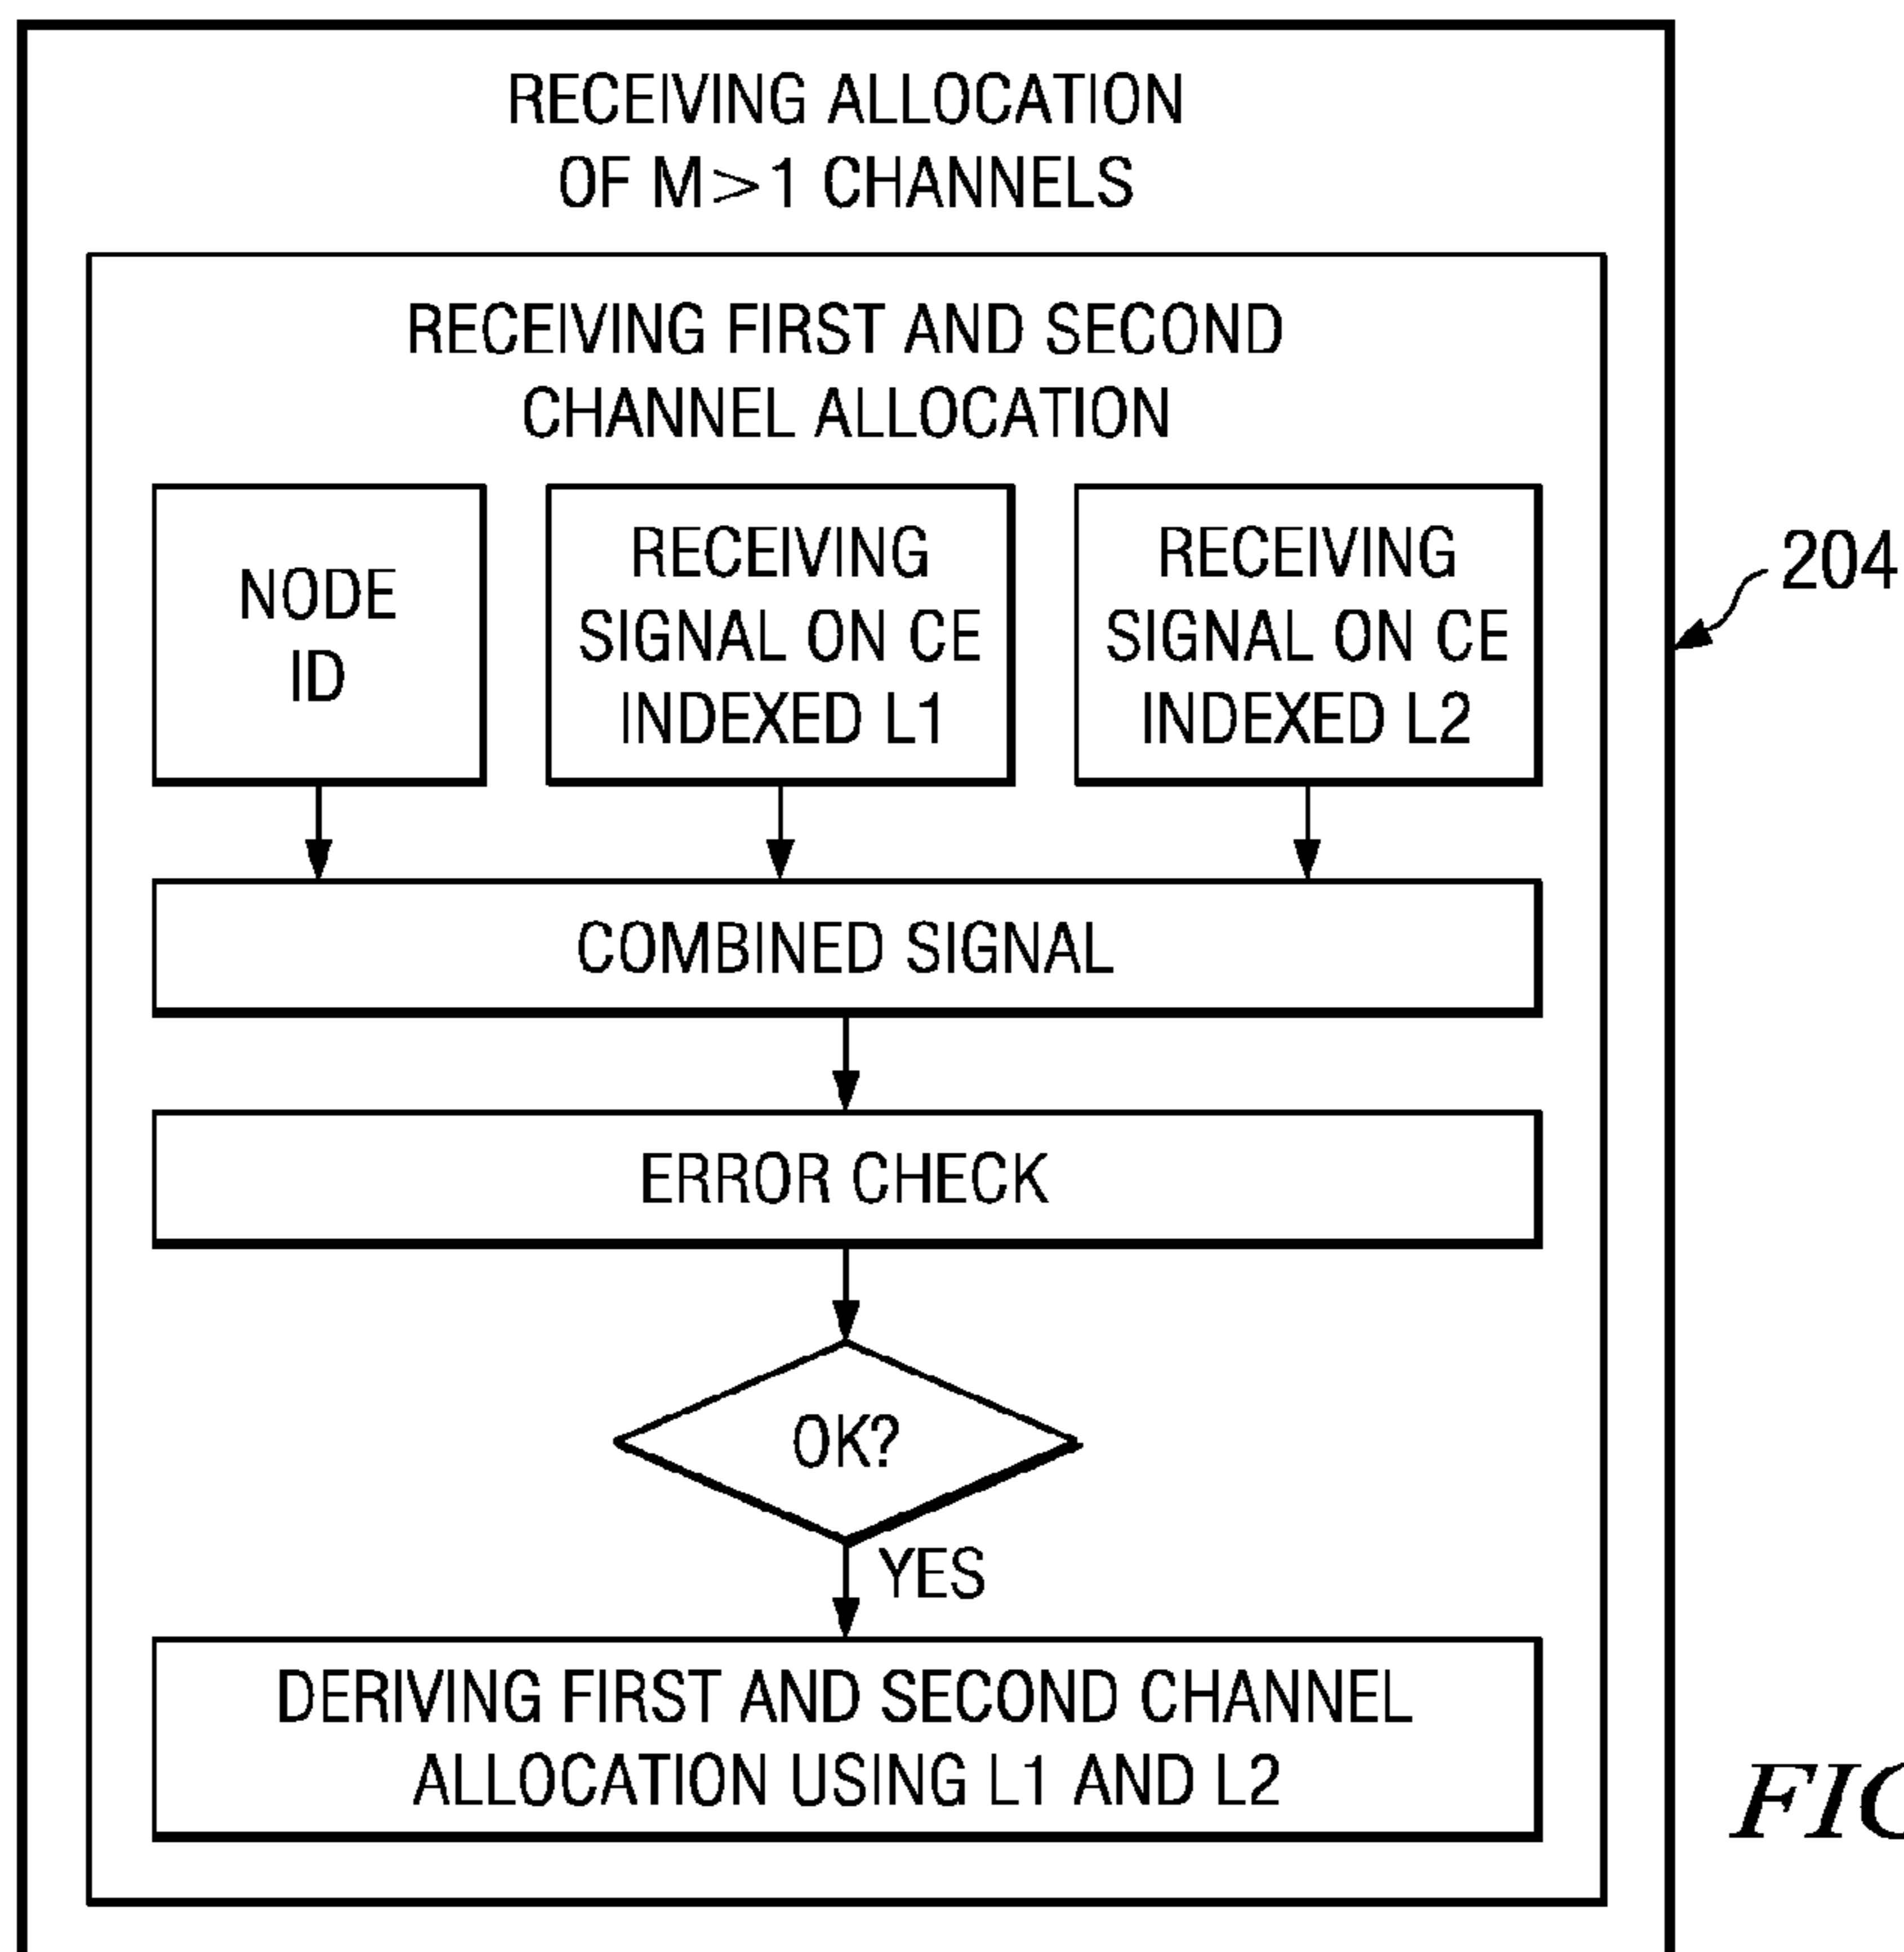 RECEIVING ALLOCATION
OF M>1 CHANNELS
RECEIVING FIRST AND SECOND
CHANNEL ALLOCATION
NODE
ID
RECEIVING
SIGNAL ON CE
INDEXED L1
RECEIVING
SIGNAL ON CE
INDEXED L2
204
COMBINED SIGNAL
ERROR CHECK
OK?
YES
DERIVING FIRST AND SECOND CHANNEL
ALLOCATION USING L1 AND L2